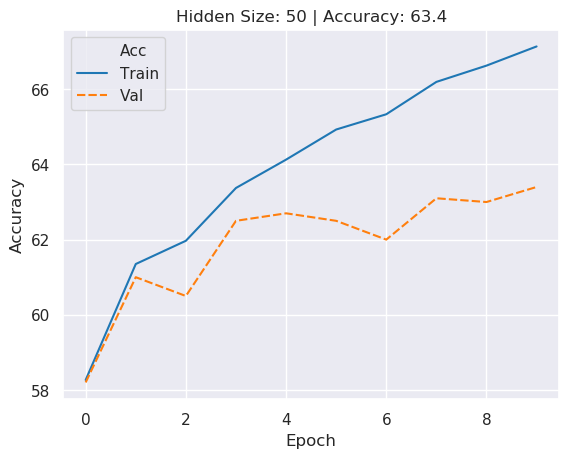 Hidden Size: 50 | Accuracy: 63.4
Acc
Train
Val
66
64
62
60
58
Accuracy
0 2 4 6 8
Epoch